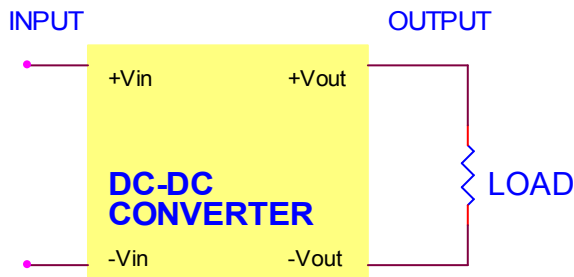 INPUT OUTPUT
+Vin +Vout
DC-DC
CONVERTER
LOAD
-Vin -Vout